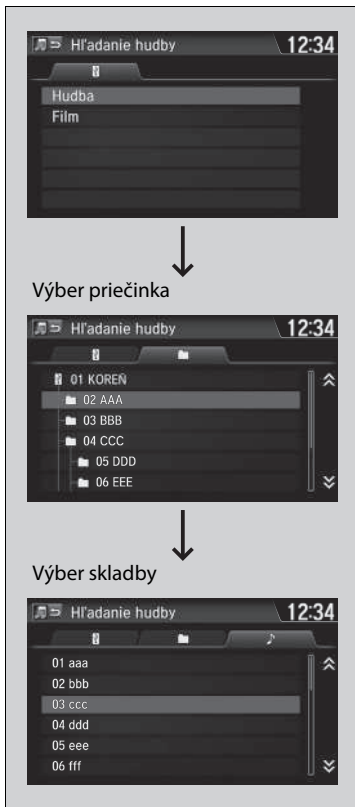 Hľadanie hudby 12:34
Hudba
Film
Výber priečinka
Hľadanie hudby 12:34
01 KOREŇ
02 AAA
03 BBB
04 CCC
05 DDD
06 EEE
Výber skladby
Hľadanie hudby 12:34
01 aaa
02 bbb
03 ccc
04 ddd
05 eee
06 fff